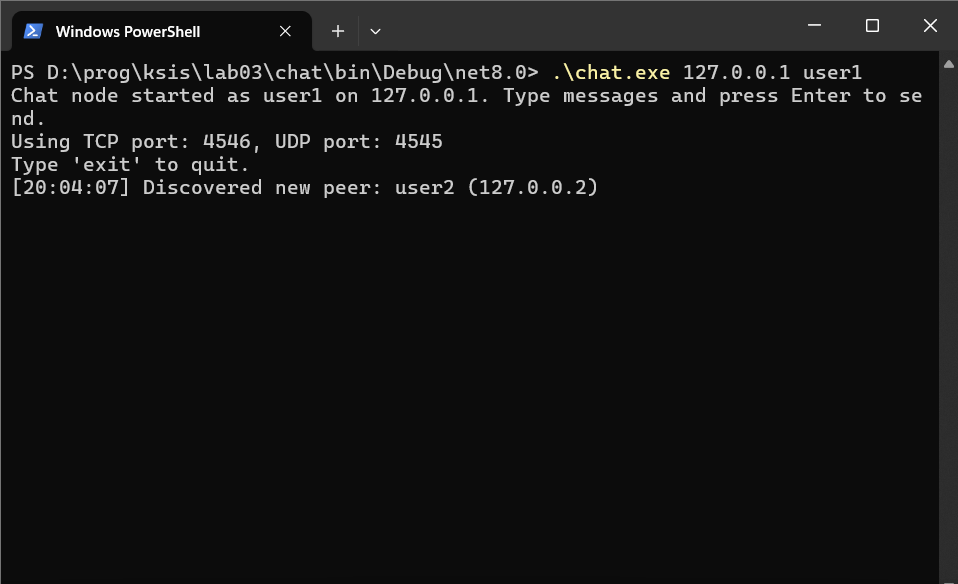 Windows PowerShell
PS D:\prog\ksis\lab03\chat\bin\Debug\net8.0> .\chat.exe 127.0.0.1 user1
Chat node started as user1 on 127.0.0.1. Type messages and press Enter to se
nd.
Using TCP port: 4546, UDP port: 4545
Type 'exit' to quit.
[20:04:07] Discovered new peer: user2 (127.0.0.2)